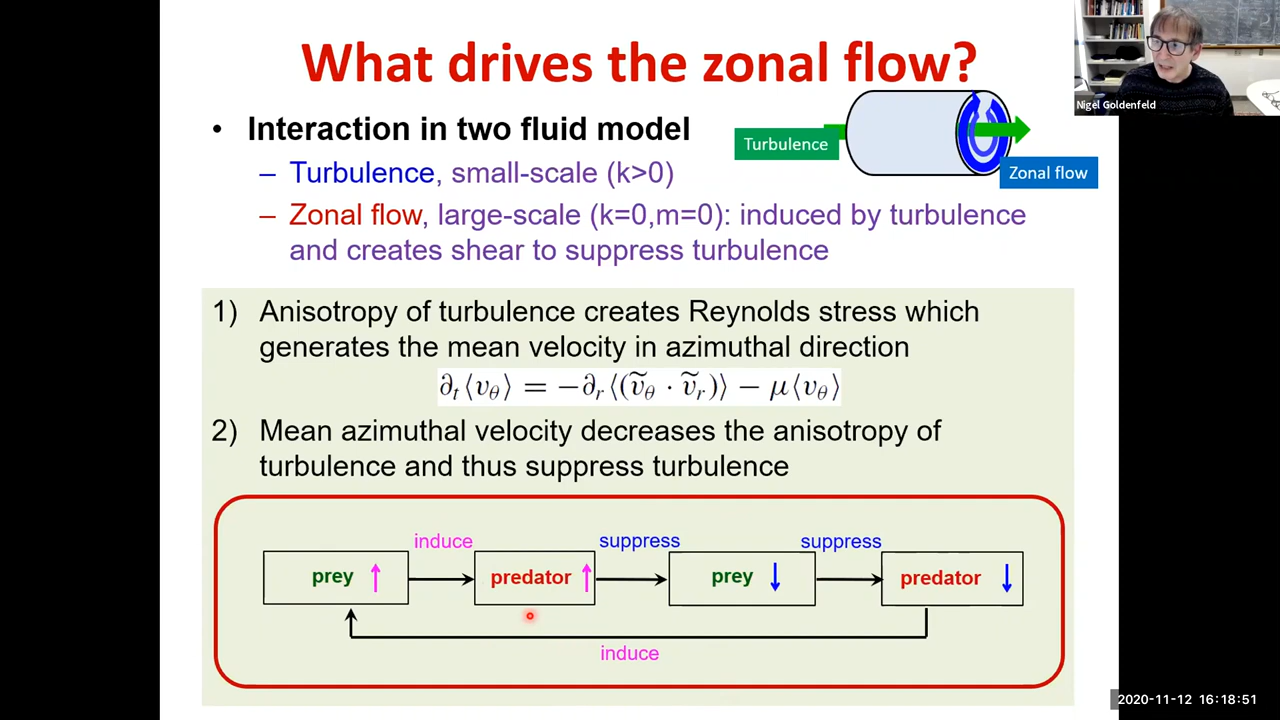 What drives the zonal flow?
Nigel Goldenfeld
• Interaction in two fluid model
Turbulence
Zonal flow
– Turbulence, small-scale (k>0)
– Zonal flow, large-scale (k=0,m=0): induced by turbulence
and creates shear to suppress turbulence
1) Anisotropy of turbulence creates Reynolds stress which
generates the mean velocity in azimuthal direction
∂ₜ⟨v_θ⟩ = −∂ᵣ⟨(ṽ_θ · ṽᵣ)⟩ − μ⟨v_θ⟩
2) Mean azimuthal velocity decreases the anisotropy of
turbulence and thus suppress turbulence
induce suppress suppress
prey ↑ predator ↑ prey ↓ predator ↓
induce
2020-11-12 16:18:51